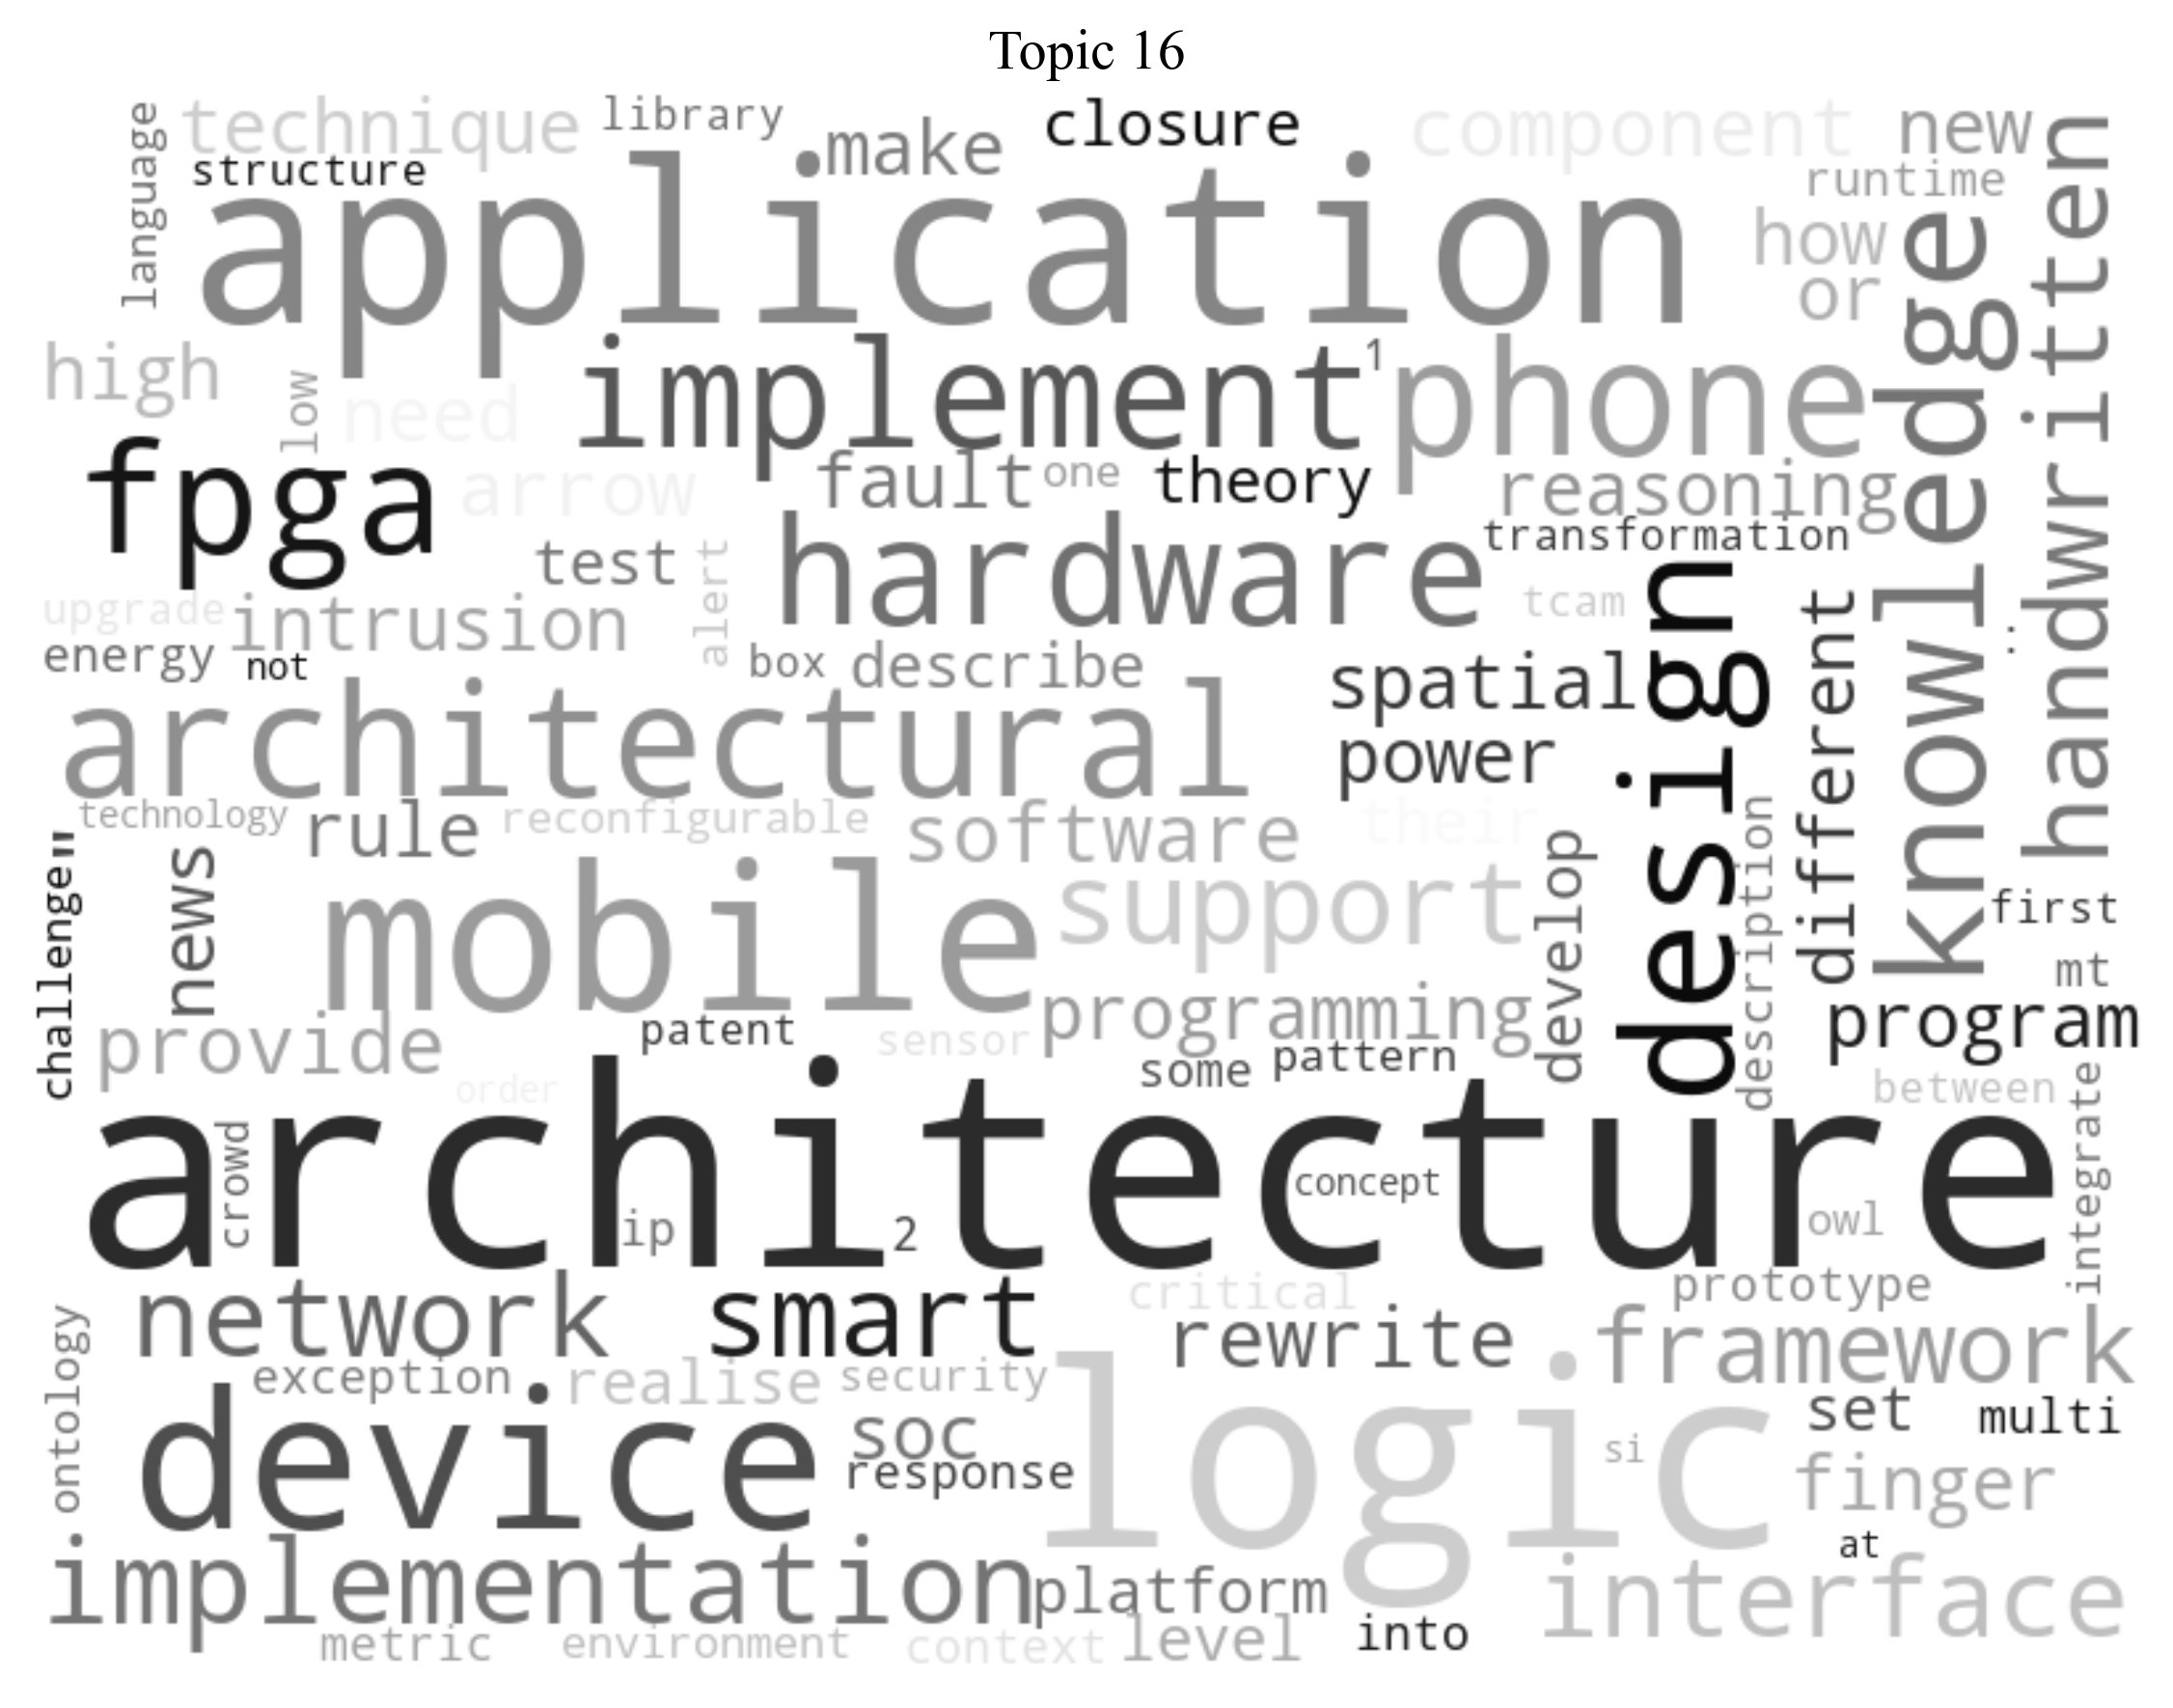 Topic 16
language
technique
library
make
closure
component
new
structure
application
runtime
how
or
knowledge
handwritten
high
low
need
implement
1
phone
fpga
arrow
fault
one
theory
reasoning
transformation
test
alert
hardware
tcam
design
different
upgrade
intrusion
energy
not
box
describe
spatial
:
architectural
power
technology
rule
reconfigurable
software
their
challenge"
news
mobile
support
develop
description
first
mt
provide
patent
sensor
programming
program
order
some
pattern
between
integrate
architecture
crowd
ip
2
concept
owl
network
smart
critical
prototype
rewrite
framework
ontology
exception
realise
security
logic
device
soc
response
set
multi
si
finger
at
implementation
platform
interface
metric
environment
context
level
into